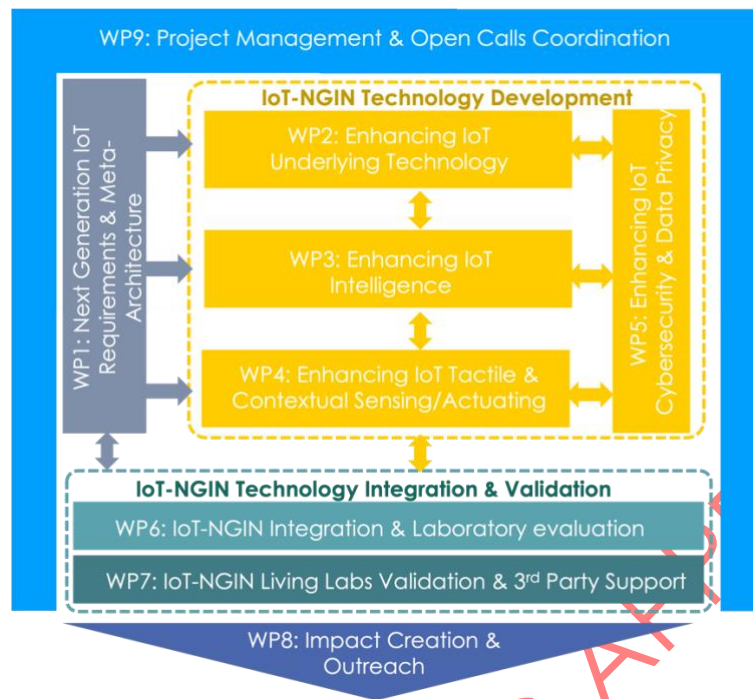 WP9: Project Management & Open Calls Coordination
IoT-NGIN Technology Development
WP1: Next Generation IoT
Requirements & Meta-
Architecture
WP2: Enhancing IoT
Underlying Technology
WP3: Enhancing IoT
Intelligence
WP4: Enhancing IoT Tactile &
Contextual Sensing/Actuating
WP5: Enhancing IoT
Cybersecurity & Data Privacy
IoT-NGIN Technology Integration & Validation
WP6: IoT-NGIN Integration & Laboratory evaluation
WP7: IoT-NGIN Living Labs Validation & 3rd Party Support
WP8: Impact Creation &
Outreach